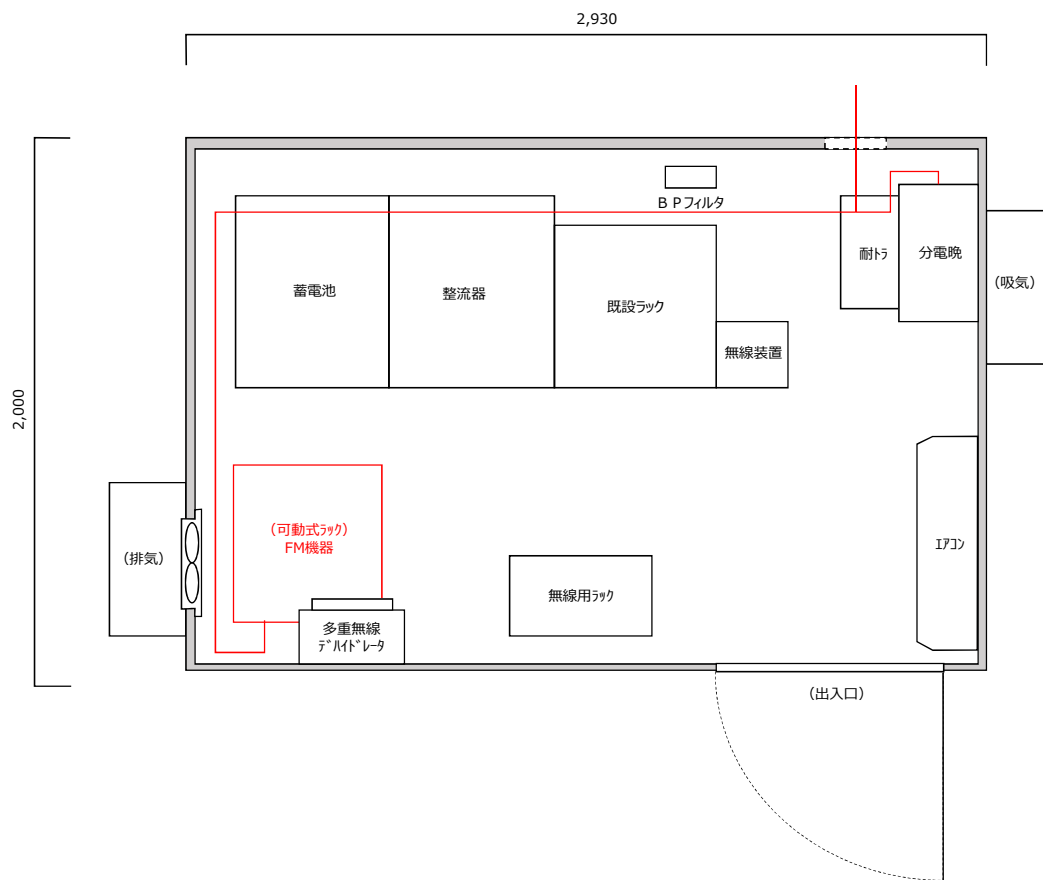 2,930
2,000
ＢＰフィルタ
蓄電池
整流器
既設ラック
無線装置
耐トラ
分電晩
（吸気）
（排気）
（可動式ラック）
FM機器
多重無線
ﾃﾞﾊｲﾄﾞﾚｰﾀ
無線用ラック
ｴｱｺﾝ
（出入口）